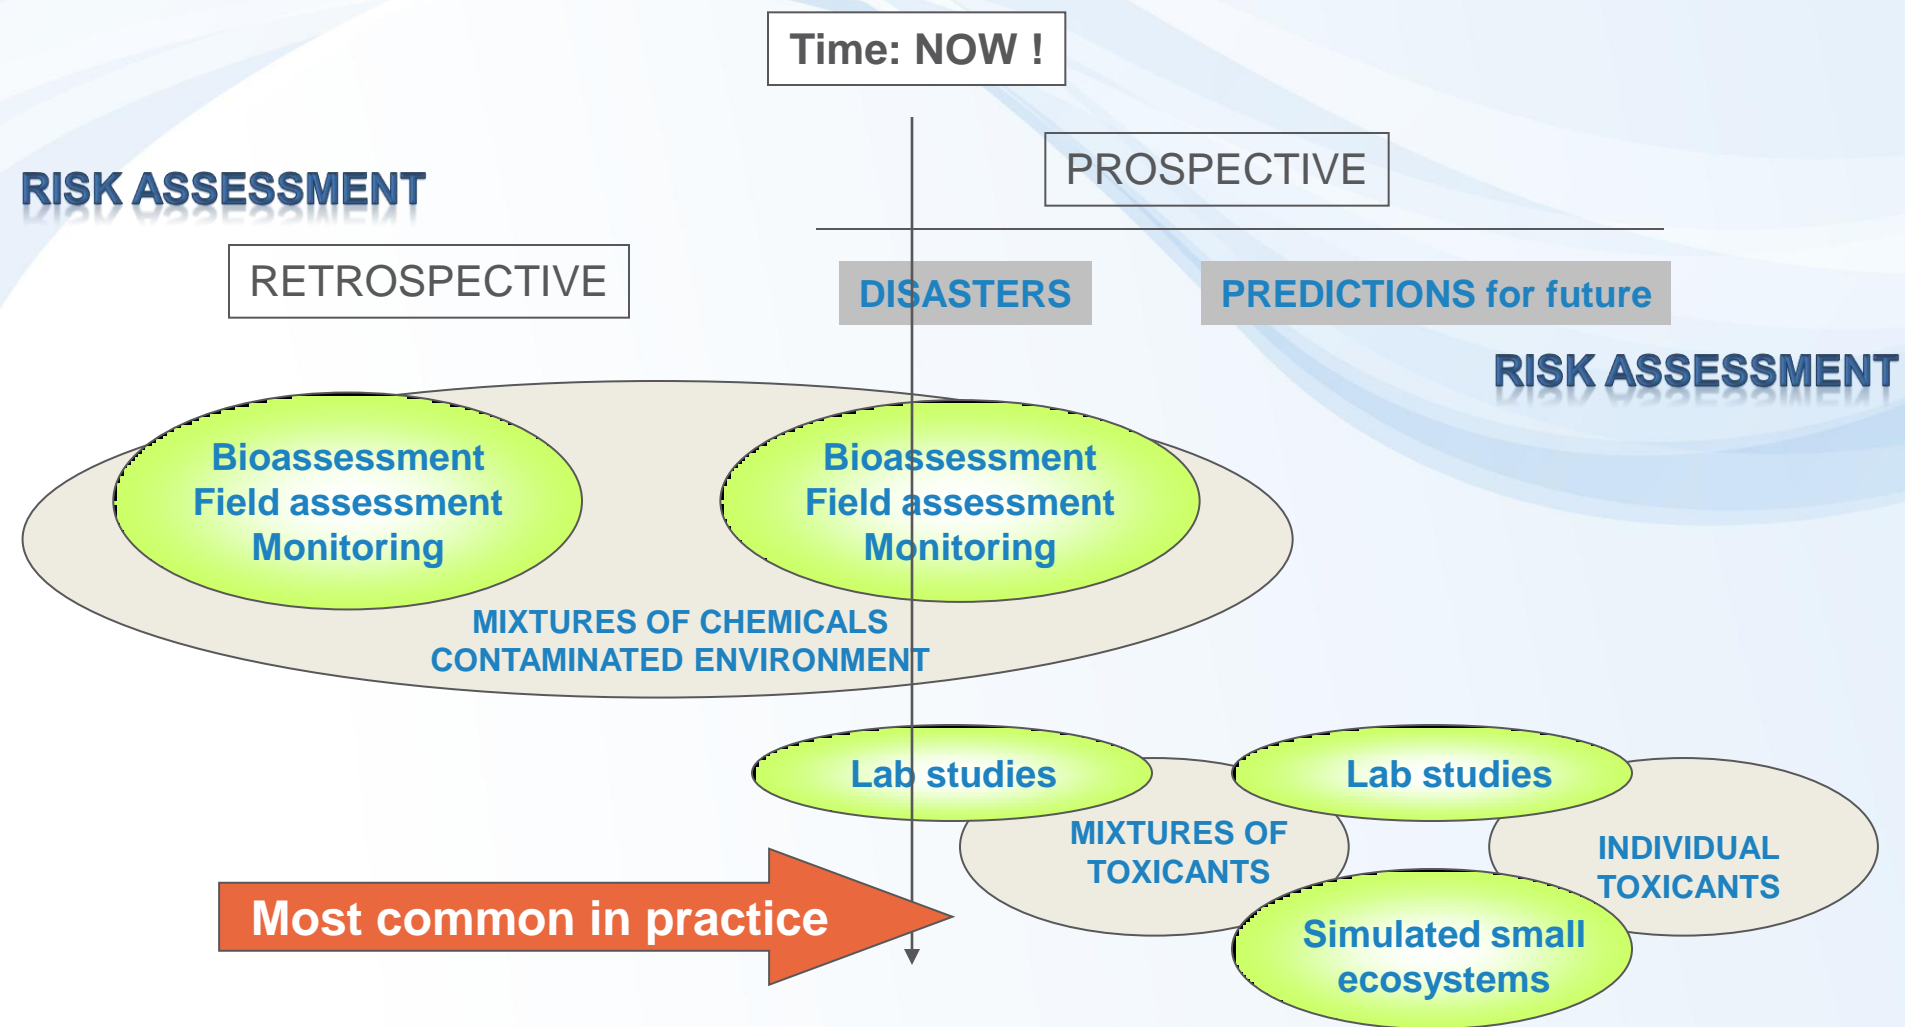 Time: NOW !
PROSPECTIVE
RISK ASSESSMENT
RETROSPECTIVE
DISASTERS
PREDICTIONS for future
RISK ASSESSMENT
Bioassessment
Field assessment
Monitoring
Bioassessment
Field assessment
Monitoring
MIXTURES OF CHEMICALS
CONTAMINATED ENVIRONMENT
Lab studies
Lab studies
MIXTURES OF
TOXICANTS
INDIVIDUAL
TOXICANTS
Most common in practice
Simulated small
ecosystems